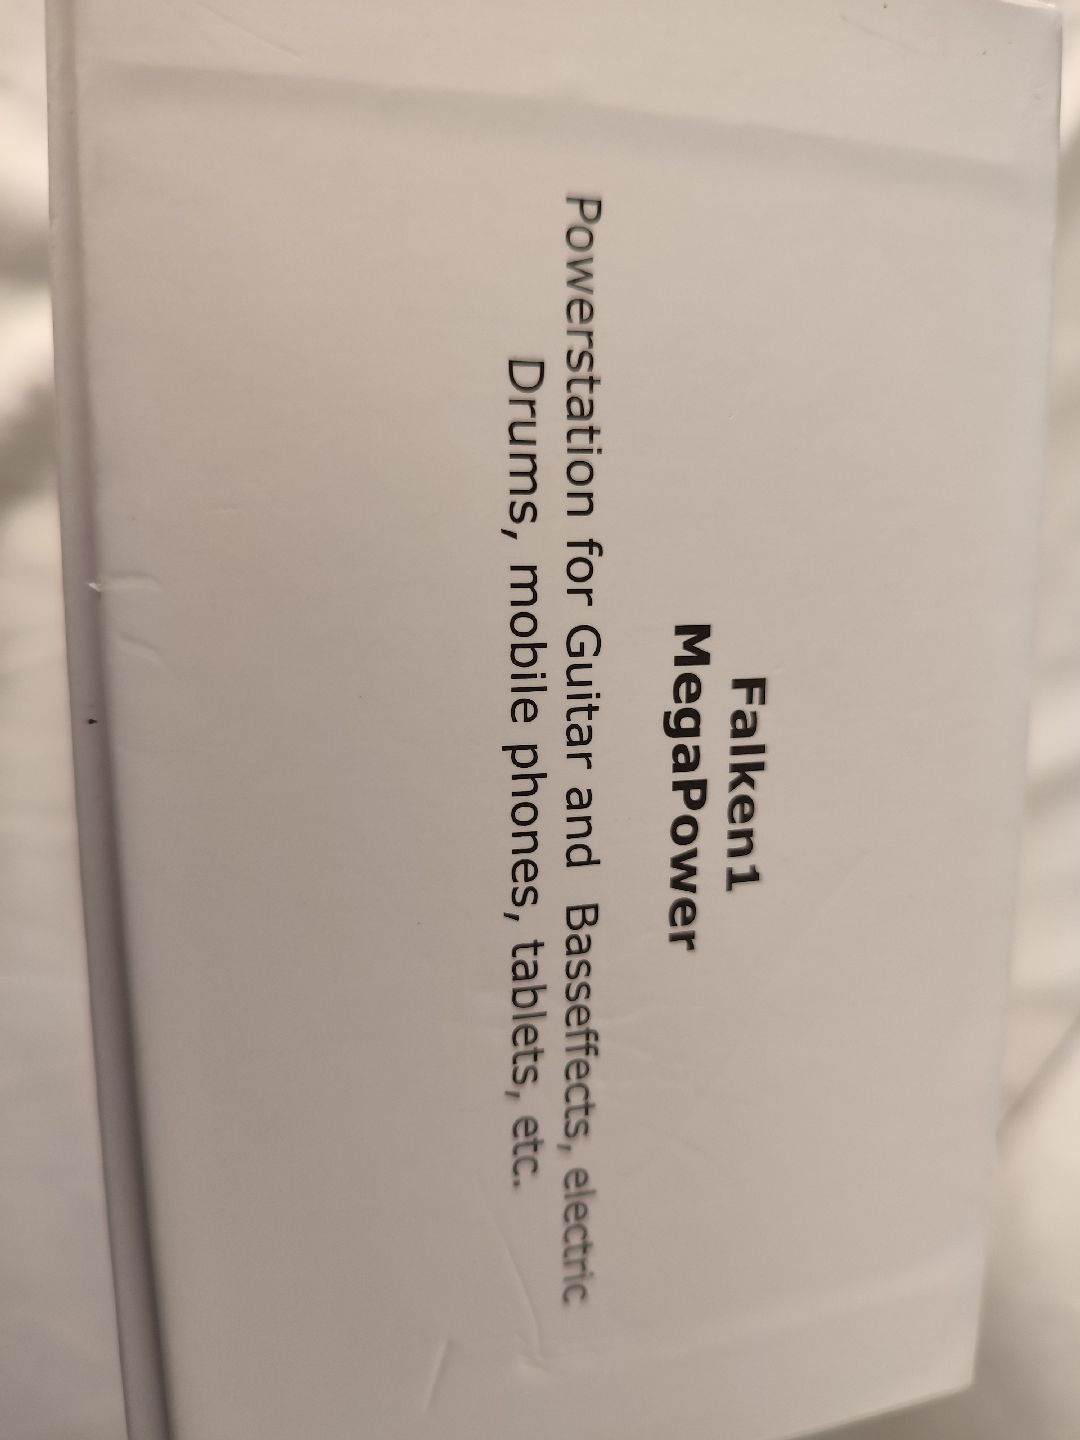 Falken1
MegaPower
Powerstation for Guitar and Basseffects, electric
Drums, mobile phones, tablets, etc.